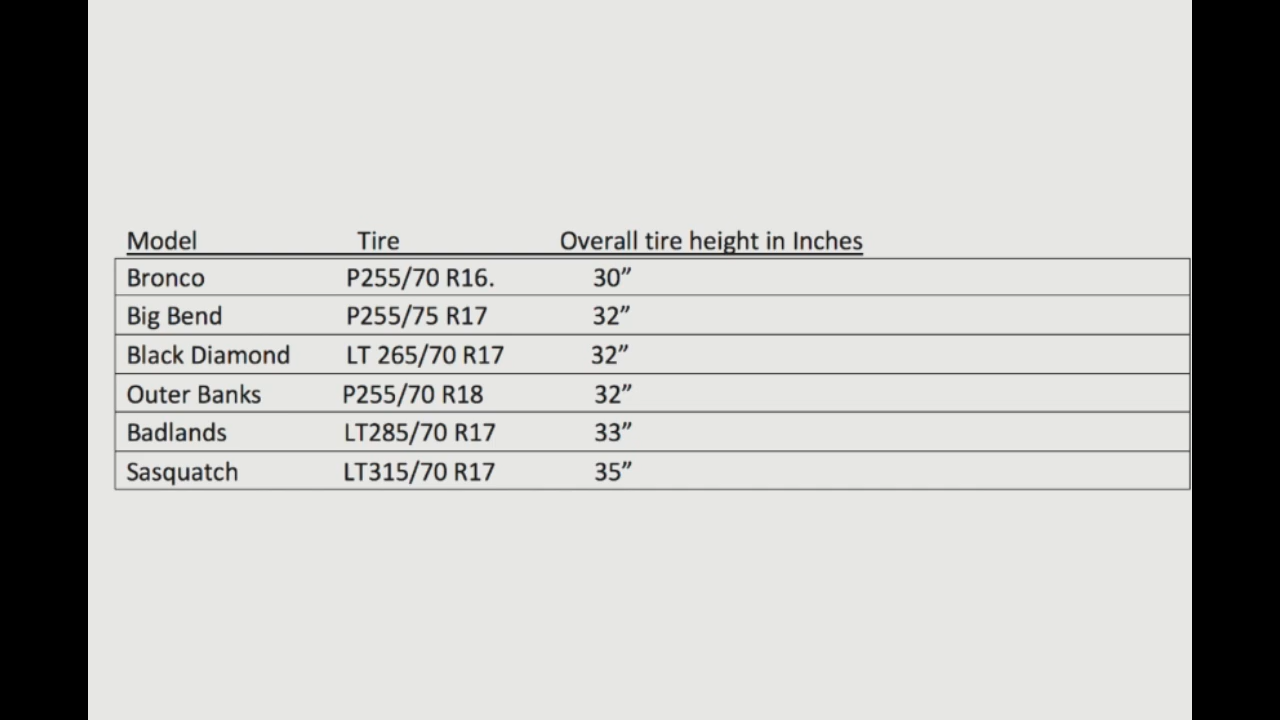 Model Tire Overall tire height in Inches
Bronco P255/70 R16. 30”
Big Bend P255/75 R17 32”
Black Diamond LT 265/70 R17 32”
Outer Banks P255/70 R18 32”
Badlands LT285/70 R17 33”
Sasquatch LT315/70 R17 35”